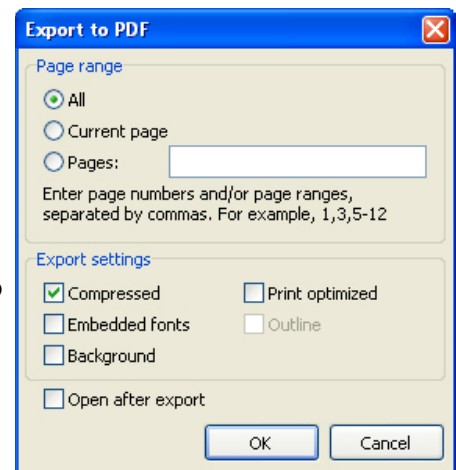 Export to PDF
Page range
All
Current page
Pages:
Enter page numbers and/or page ranges,
separated by commas. For example, 1,3,5-12
Export settings
Compressed
Print optimized
Embedded fonts
Outline
Background
Open after export
OK
Cancel